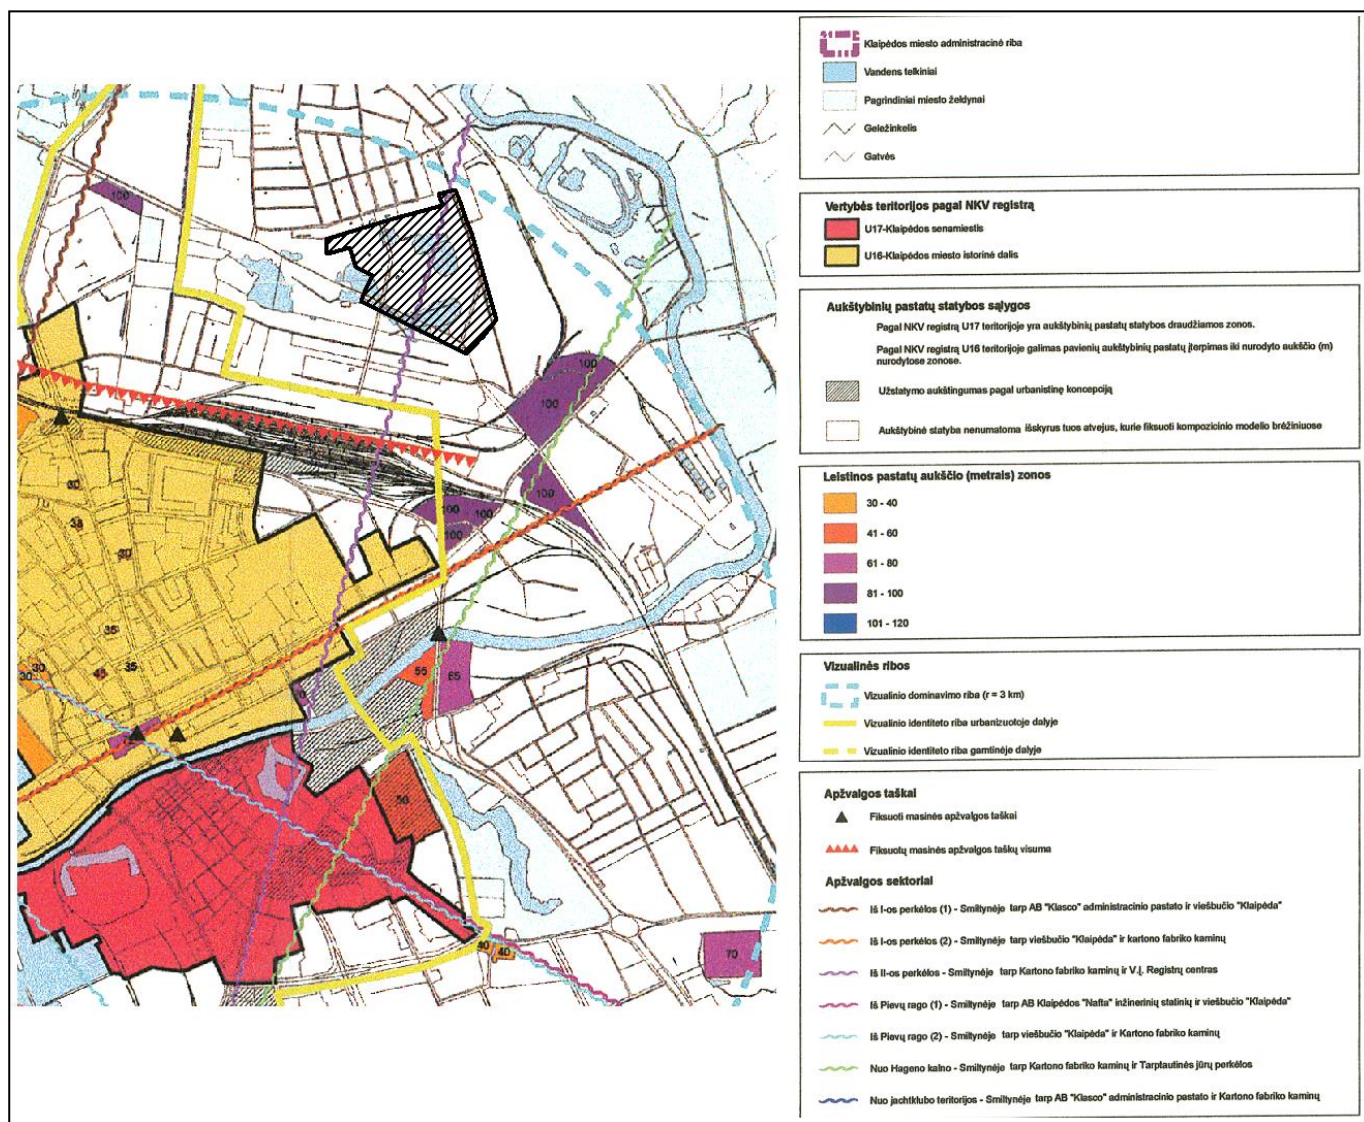 Klaipėdos miesto administracinė riba
Vandens telkiniai
Pagrindiniai miesto želdynai
Geležinkelis
Gatvės
Vertybės teritorijos pagal NKV registrą
U17-Klaipėdos senamiestis
U16-Klaipėdos miesto istorinė dalis
Aukštybinių pastatų statybos sąlygos
Pagal NKV registrą U17 teritorijoje yra aukštybinių pastatų statybos draudžiamos zonos.
Pagal NKV registrą U16 teritorijoje galimas pavienių aukštybinių pastatų įterpimas iki nurodyto aukščio (m)
nurodytose zonose.
Užstatymo aukštingumas pagal urbanistinę koncepciją
Aukštybinė statyba nenumatoma išskyrus tuos atvejus, kurie fiksuoti kompozicinio modelio brėžiniuose
Leistinos pastatų aukščio (metrais) zonos
30 - 40
41 - 60
61 - 80
81 - 100
101 - 120
Vizualinės ribos
Vizualinio dominavimo riba (r = 3 km)
Vizualinio identiteto riba urbanizuotoje dalyje
Vizualinio identiteto riba gamtinėje dalyje
Apžvalgos taškai
Fiksuoti masinės apžvalgos taškai
Fiksuotų masinės apžvalgos taškų visuma
Apžvalgos sektoriai
Iš I-os perkėlos (1) - Smiltynėje tarp AB "Klasco" administracinio pastato ir viešbučio "Klaipėda"
Iš I-os perkėlos (2) - Smiltynėje tarp viešbučio "Klaipėda" ir kartono fabriko kaminų
Iš II-os perkėlos - Smiltynėje tarp Kartono fabriko kaminų ir V.Į. Registrų centras
Iš Pievų rago (1) - Smiltynėje tarp AB Klaipėdos "Nafta" inžinerinių statinių ir viešbučio "Klaipėda"
Iš Pievų rago (2) - Smiltynėje tarp viešbučio "Klaipėda" ir Kartono fabriko kaminų
Nuo Hageno kalno - Smiltynėje tarp Kartono fabriko kaminų ir Tarptautinės jūrų perkėlos
Nuo jachtklubo teritorijos - Smiltynėje tarp AB "Klasco" administracinio pastato ir Kartono fabriko kaminų
100
100
100
100
100
100
100
30
38
30
35
45
35
30
30
55
65
50
40
40
70